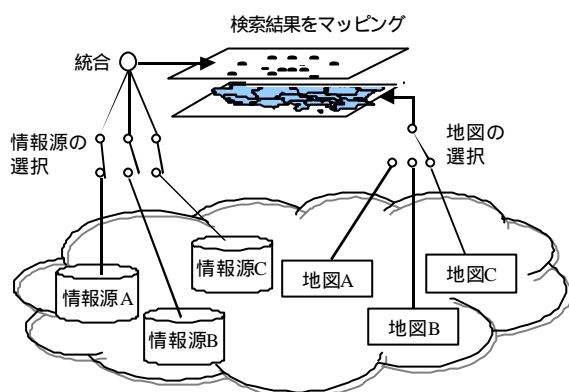 検索結果をマッピング
統合
情報源の
選択
地図の
選択
情報源C
地図A
地図C
情報源A
情報源B
地図B